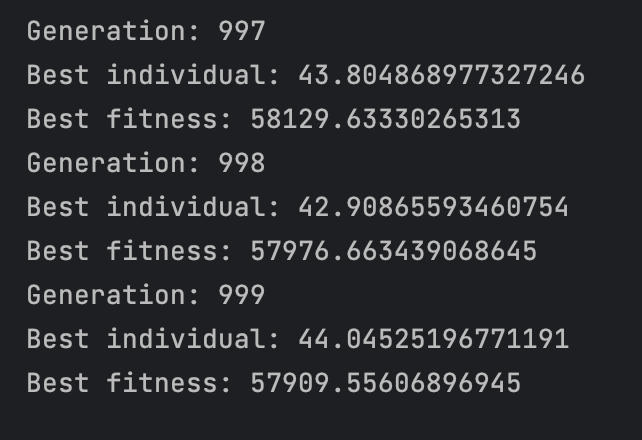 Generation: 997
Best individual: 43.804868977327246
Best fitness: 58129.63330265313
Generation: 998
Best individual: 42.90865593460754
Best fitness: 57976.663439068645
Generation: 999
Best individual: 44.04525196771191
Best fitness: 57909.55606896945